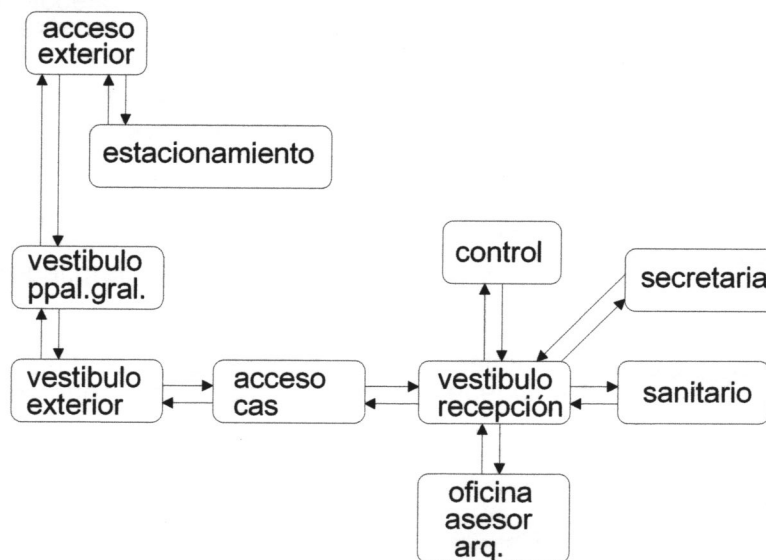 acceso
exterior
estacionamiento
vestibulo
ppal.gral.
control
secretaria
vestibulo
exterior
acceso
cas
vestibulo
recepción
sanitario
oficina
asesor
arq.